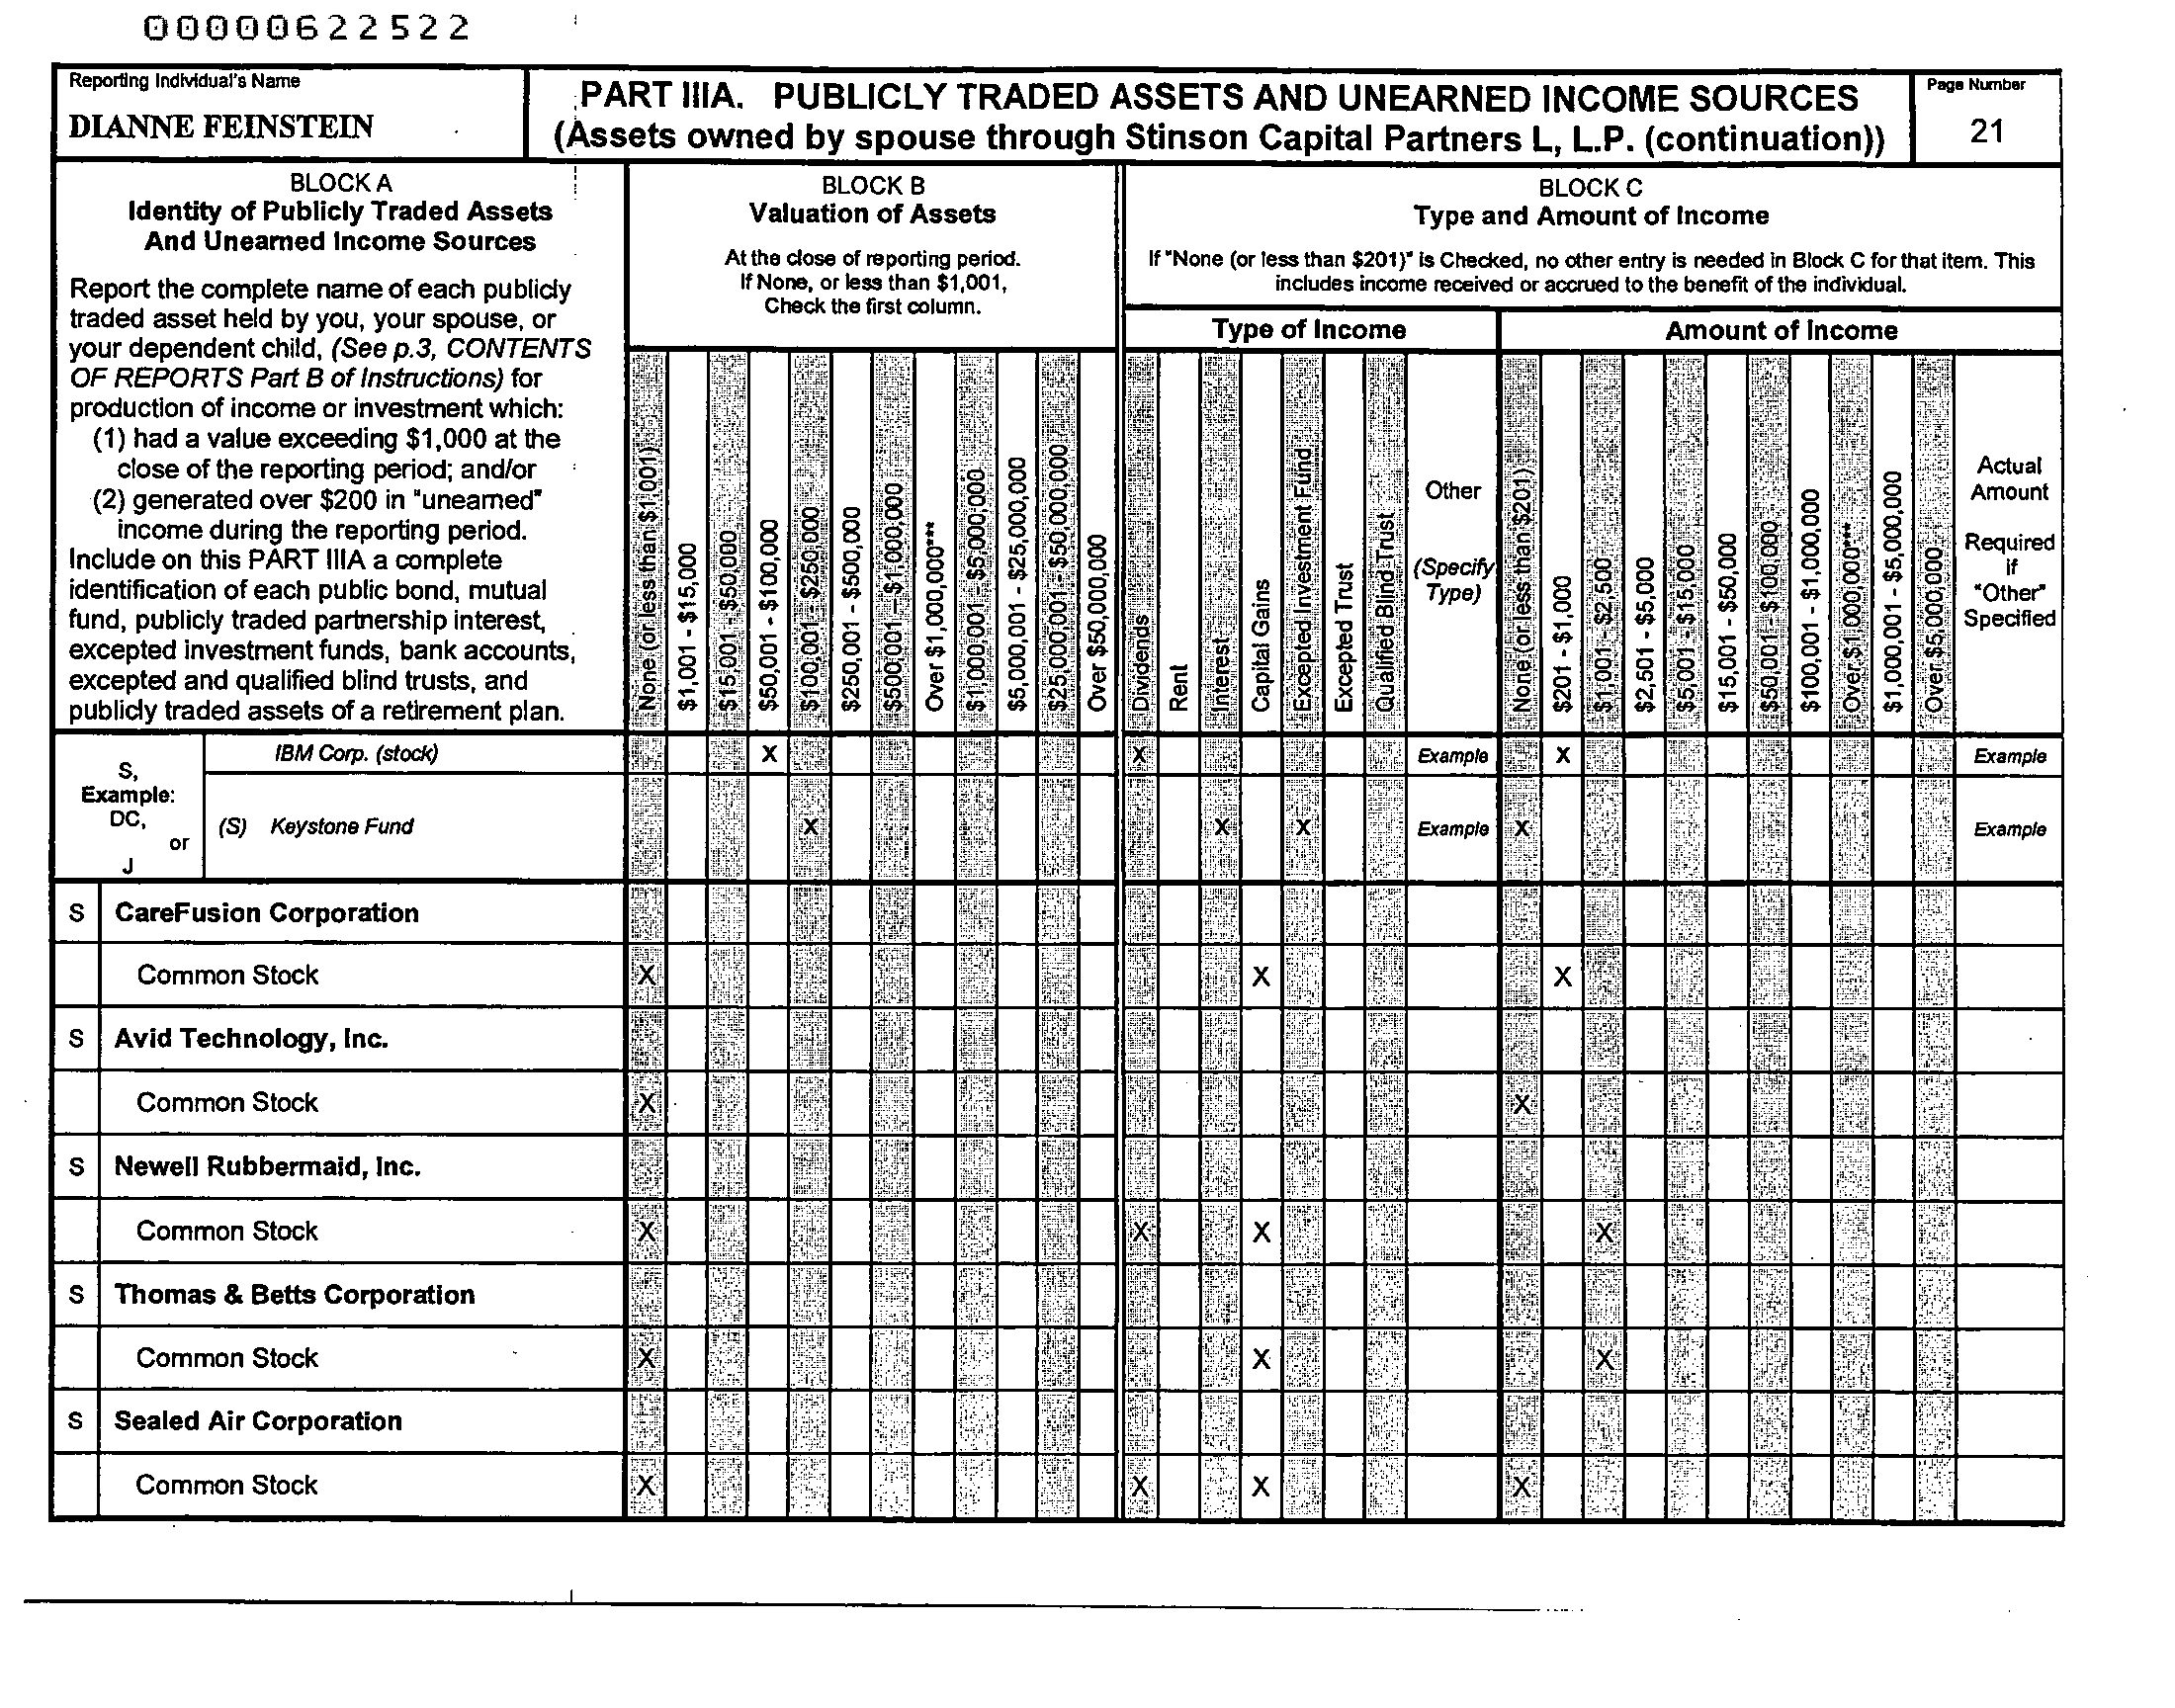 00000622522
Reporting Individual's Name
DIANNE FEINSTEIN
PART IIIA. PUBLICLY TRADED ASSETS AND UNEARNED INCOME SOURCES
(Assets owned by spouse through Stinson Capital Partners L, L.P. (continuation))
Page Number
21
BLOCK A
Identity of Publicly Traded Assets
And Unearned Income Sources
Report the complete name of each publicly
traded asset held by you, your spouse, or
your dependent child, (See p.3, CONTENTS
OF REPORTS Part B of Instructions) for
production of income or investment which:
(1) had a value exceeding $1,000 at the
close of the reporting period; and/or
(2) generated over $200 in "unearned"
income during the reporting period.
Include on this PART IIIA a complete
identification of each public bond, mutual
fund, publicly traded partnership interest,
excepted investment funds, bank accounts,
excepted and qualified blind trusts, and
publicly traded assets of a retirement plan.
BLOCK B
Valuation of Assets
At the close of reporting period.
If None, or less than $1,001,
Check the first column.
None (or less than $1,001)
$1,001 - $15,000
$15,001 - $50,000
$50,001 - $100,000
$100,001 - $250,000
$250,001 - $500,000
$500,001 - $1,000,000
Over $1,000,000***
$1,000,001 - $5,000,000
$5,000,001 - $25,000,000
$25,000,001 - $50,000,000
Over $50,000,000
BLOCK C
Type and Amount of Income
If "None (or less than $201)" is Checked, no other entry is needed in Block C for that item. This
includes income received or accrued to the benefit of the individual.
Type of Income
Dividends
Rent
Interest
Capital Gains
Excepted Investment Fund
Excepted Trust
Qualified Blind Trust
Other
(Specify
Type)
Amount of Income
None (or less than $201)
$201 - $1,000
$1,001 - $2,500
$2,501 - $5,000
$5,001 - $15,000
$15,001 - $50,000
$50,001 - $100,000
$100,001 - $1,000,000
Over $1,000,000***
$1,000,001 - $5,000,000
Over $5,000,000
Actual
Amount
Required
if
"Other"
Specified
S,
Example:
DC,
or
J
IBM Corp. (stock) X X Example X Example
(S) Keystone Fund X X X Example X Example
S CareFusion Corporation
Common Stock X X X
S Avid Technology, Inc.
Common Stock X X
S Newell Rubbermaid, Inc.
Common Stock X X X X
S Thomas & Betts Corporation
Common Stock X X X
S Sealed Air Corporation
Common Stock X X X X